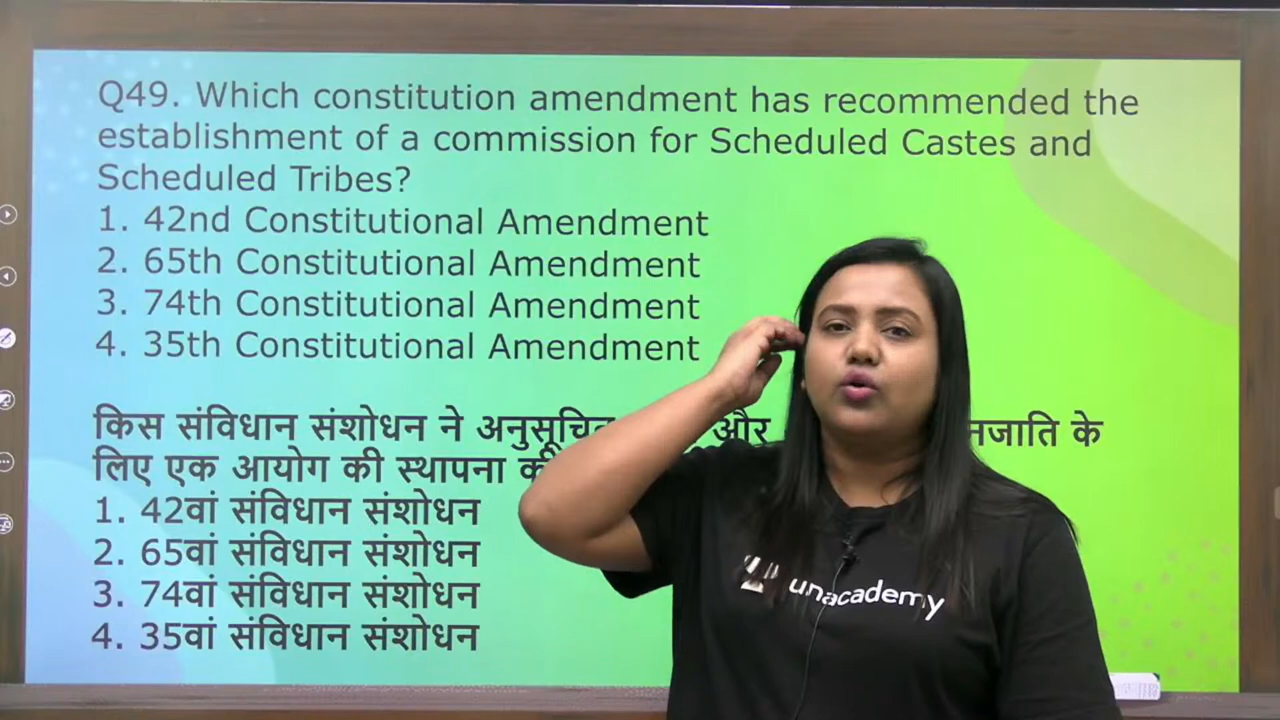 Q49. Which constitution amendment has recommended the
establishment of a commission for Scheduled Castes and
Scheduled Tribes?
1. 42nd Constitutional Amendment
2. 65th Constitutional Amendment
3. 74th Constitutional Amendment
4. 35th Constitutional Amendment
किस संविधान संशोधन ने और के
लिए एक आयोग की स्थापना
1. 42वां संविधान संशोधन
2. 65वां संविधान संशोधन
3. 74वां संविधान संशोधन
4. 35वां संविधान संशोधन
unacademy